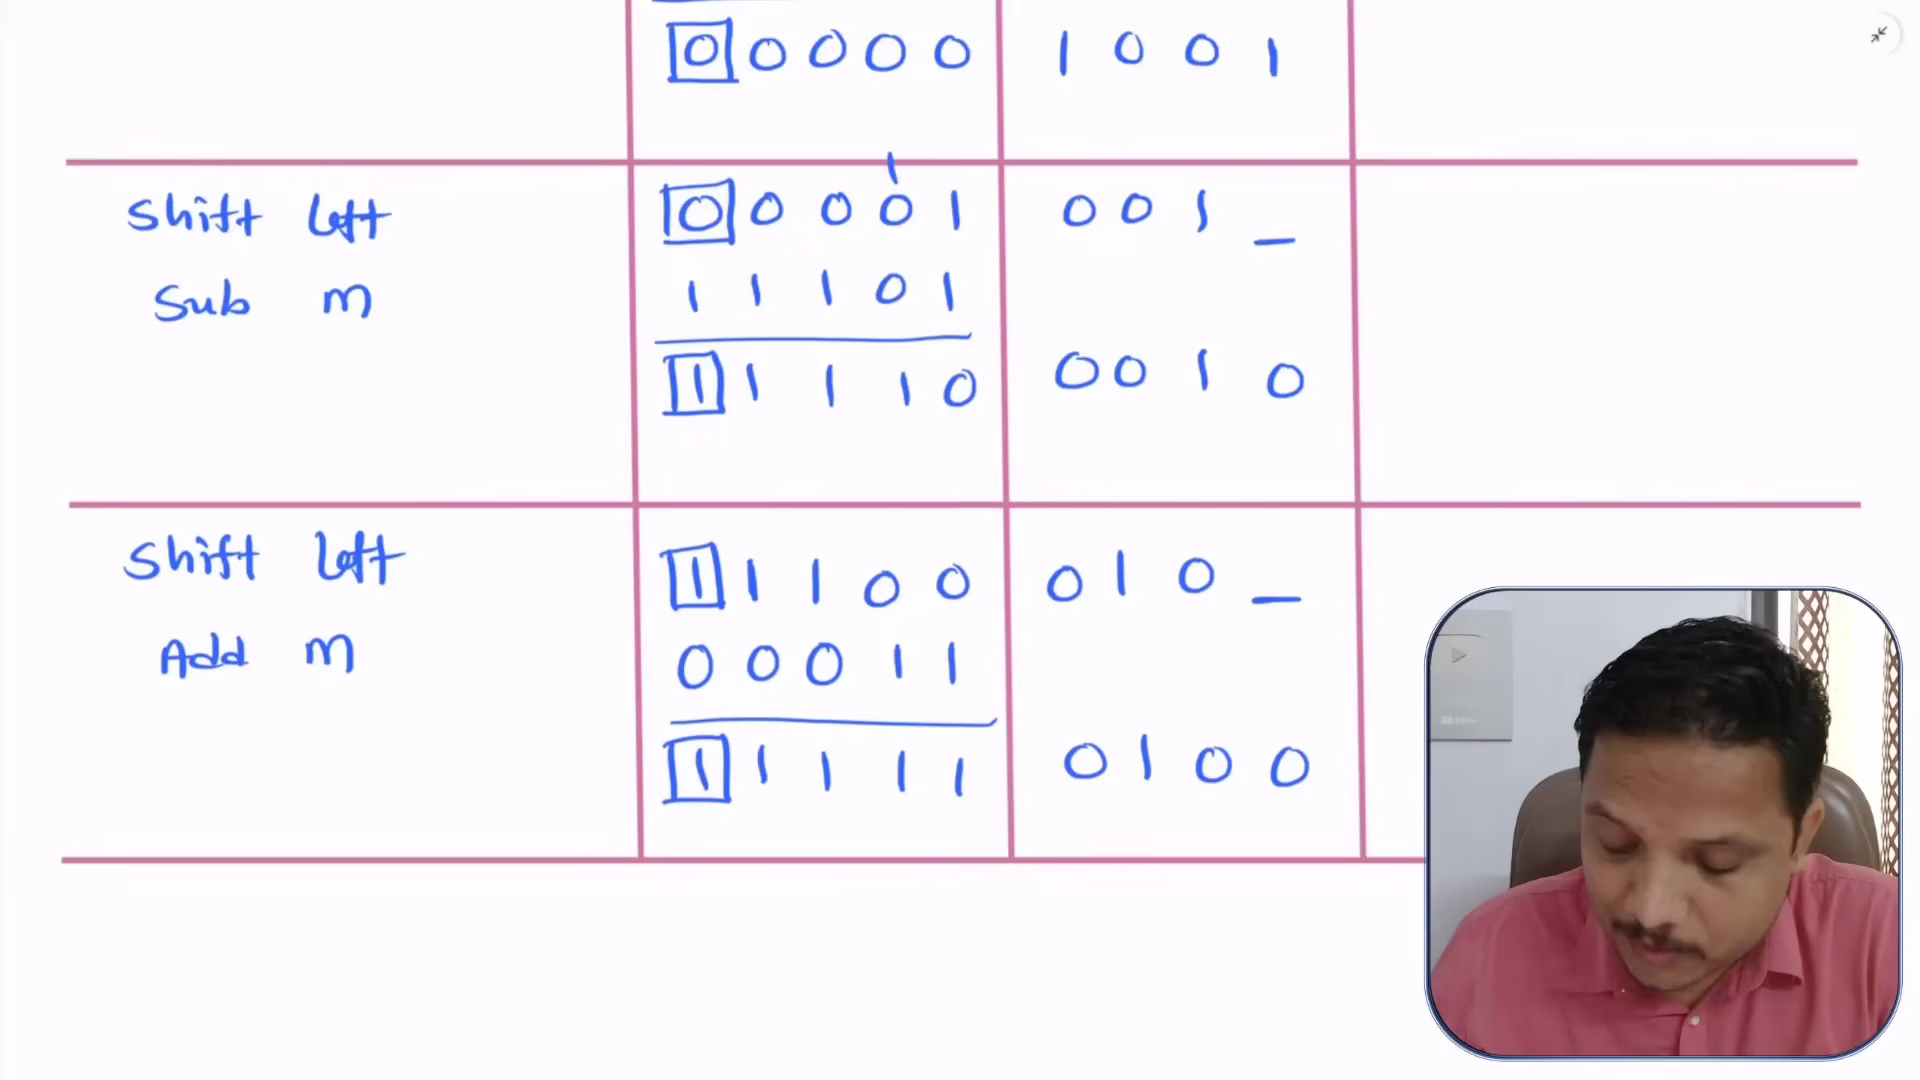 0 0 0 0 0 1 0 0 1
1
Shift left 0 0 0 0 1 0 0 1 _
Sub m 1 1 1 0 1
1 1 1 1 0 0 0 1 0
Shift left 1 1 1 0 0 0 1 0 _
Add m 0 0 0 1 1
1 1 1 1 1 0 1 0 0